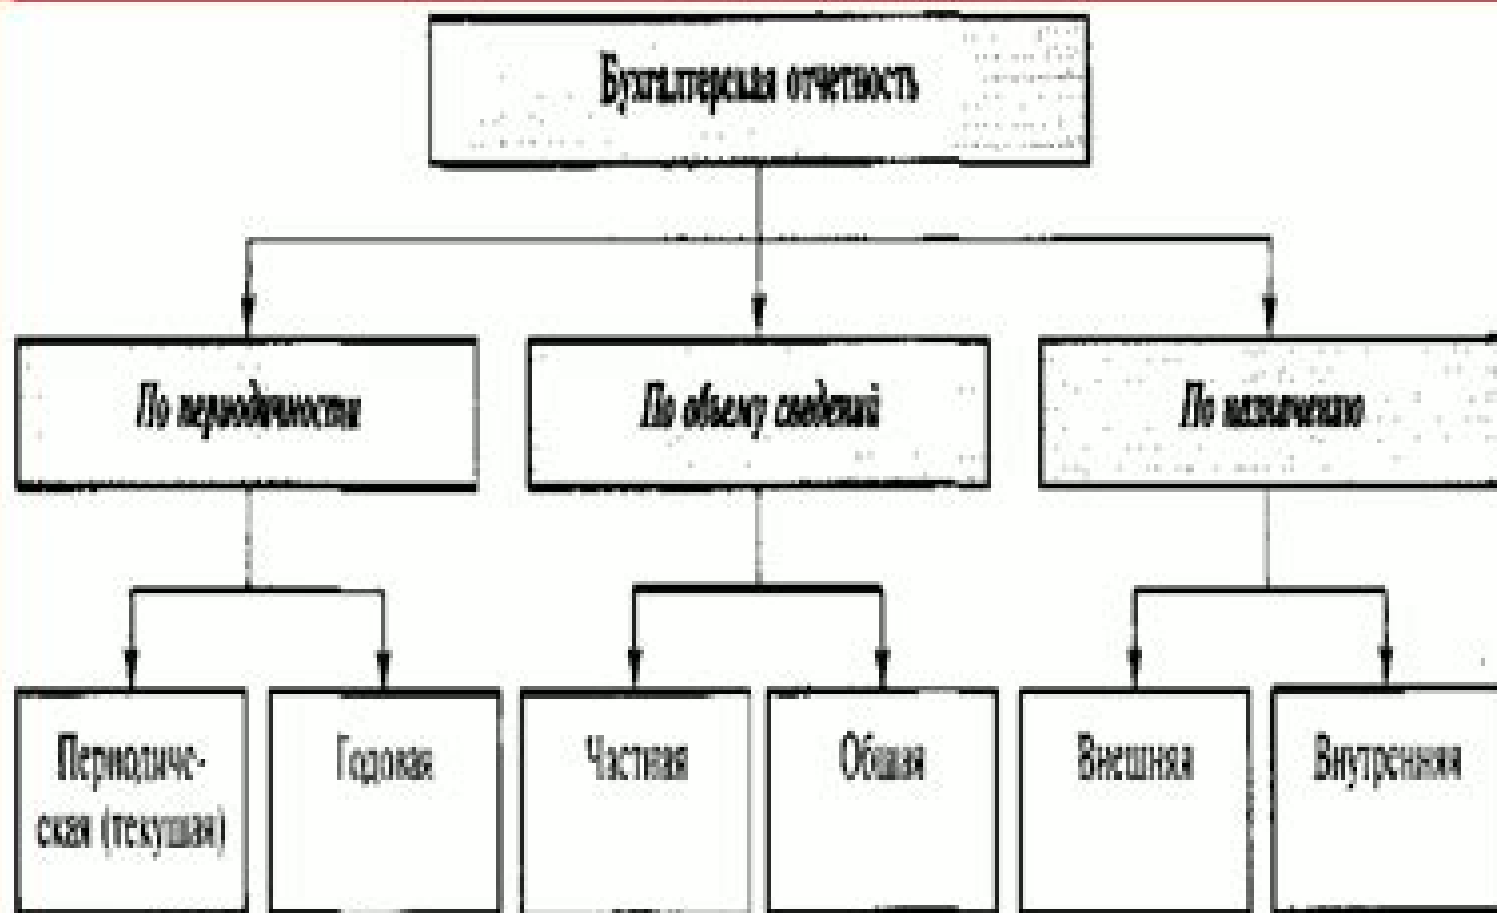 Бухгалтерская отчетность
По периодичности
По объему сведений
По назначению
Периодиче-
ская (текущая)
Годовая
Частная
Общая
Внешняя
Внутренняя